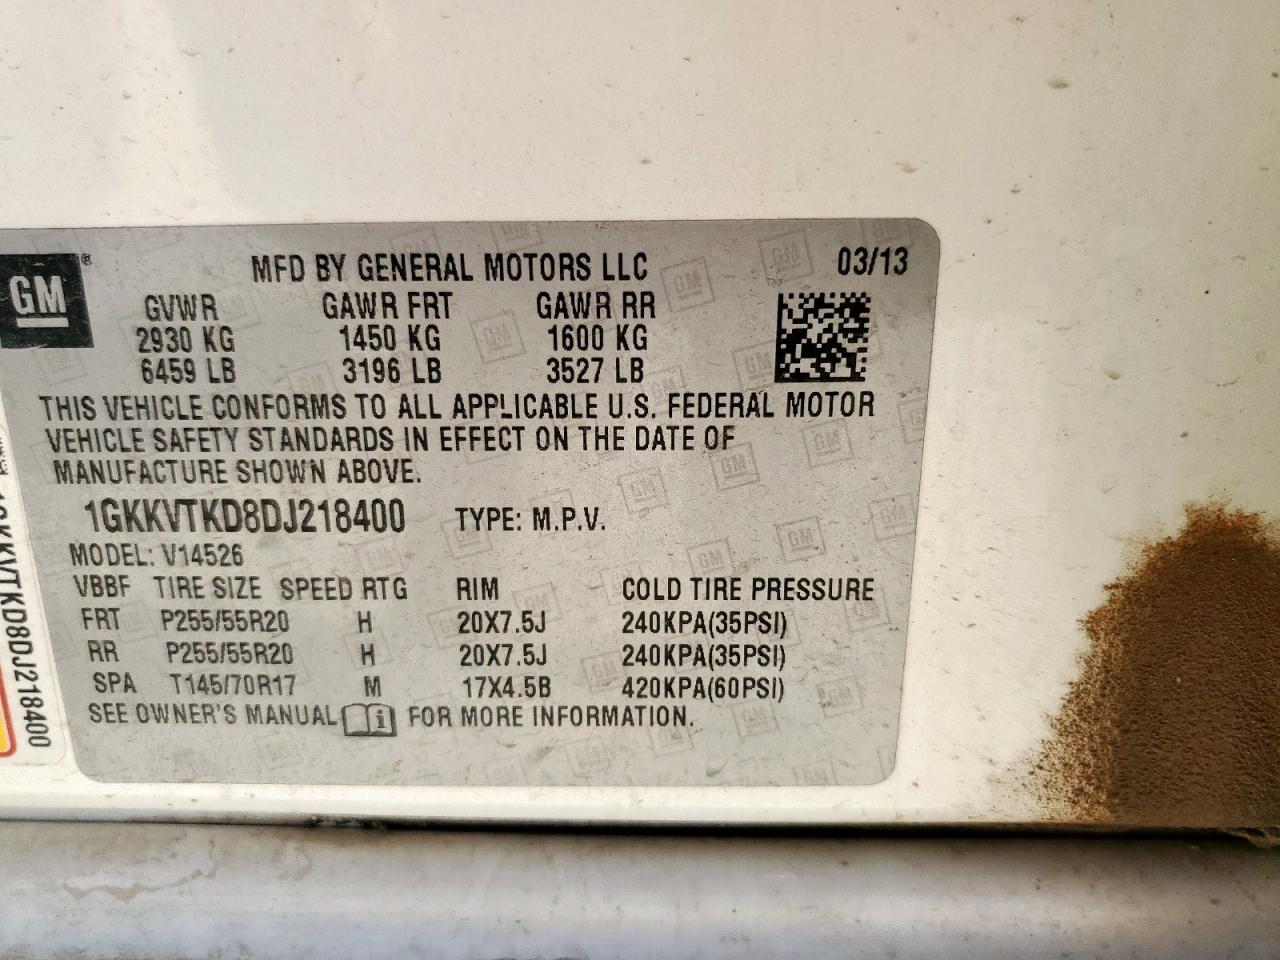 GM
MFD BY GENERAL MOTORS LLC 03/13
GVWR GAWR FRT GAWR RR
2930 KG 1450 KG 1600 KG
6459 LB 3196 LB 3527 LB
THIS VEHICLE CONFORMS TO ALL APPLICABLE U.S. FEDERAL MOTOR
VEHICLE SAFETY STANDARDS IN EFFECT ON THE DATE OF
MANUFACTURE SHOWN ABOVE.
1GKKVTKD8DJ218400 TYPE: M.P.V.
MODEL: V14526
VBBF TIRE SIZE SPEED RTG RIM COLD TIRE PRESSURE
FRT P255/55R20 H 20X7.5J 240KPA(35PSI)
RR P255/55R20 H 20X7.5J 240KPA(35PSI)
SPA T145/70R17 M 17X4.5B 420KPA(60PSI)
SEE OWNER'S MANUAL i FOR MORE INFORMATION.
1GKKVTKD8DJ218400